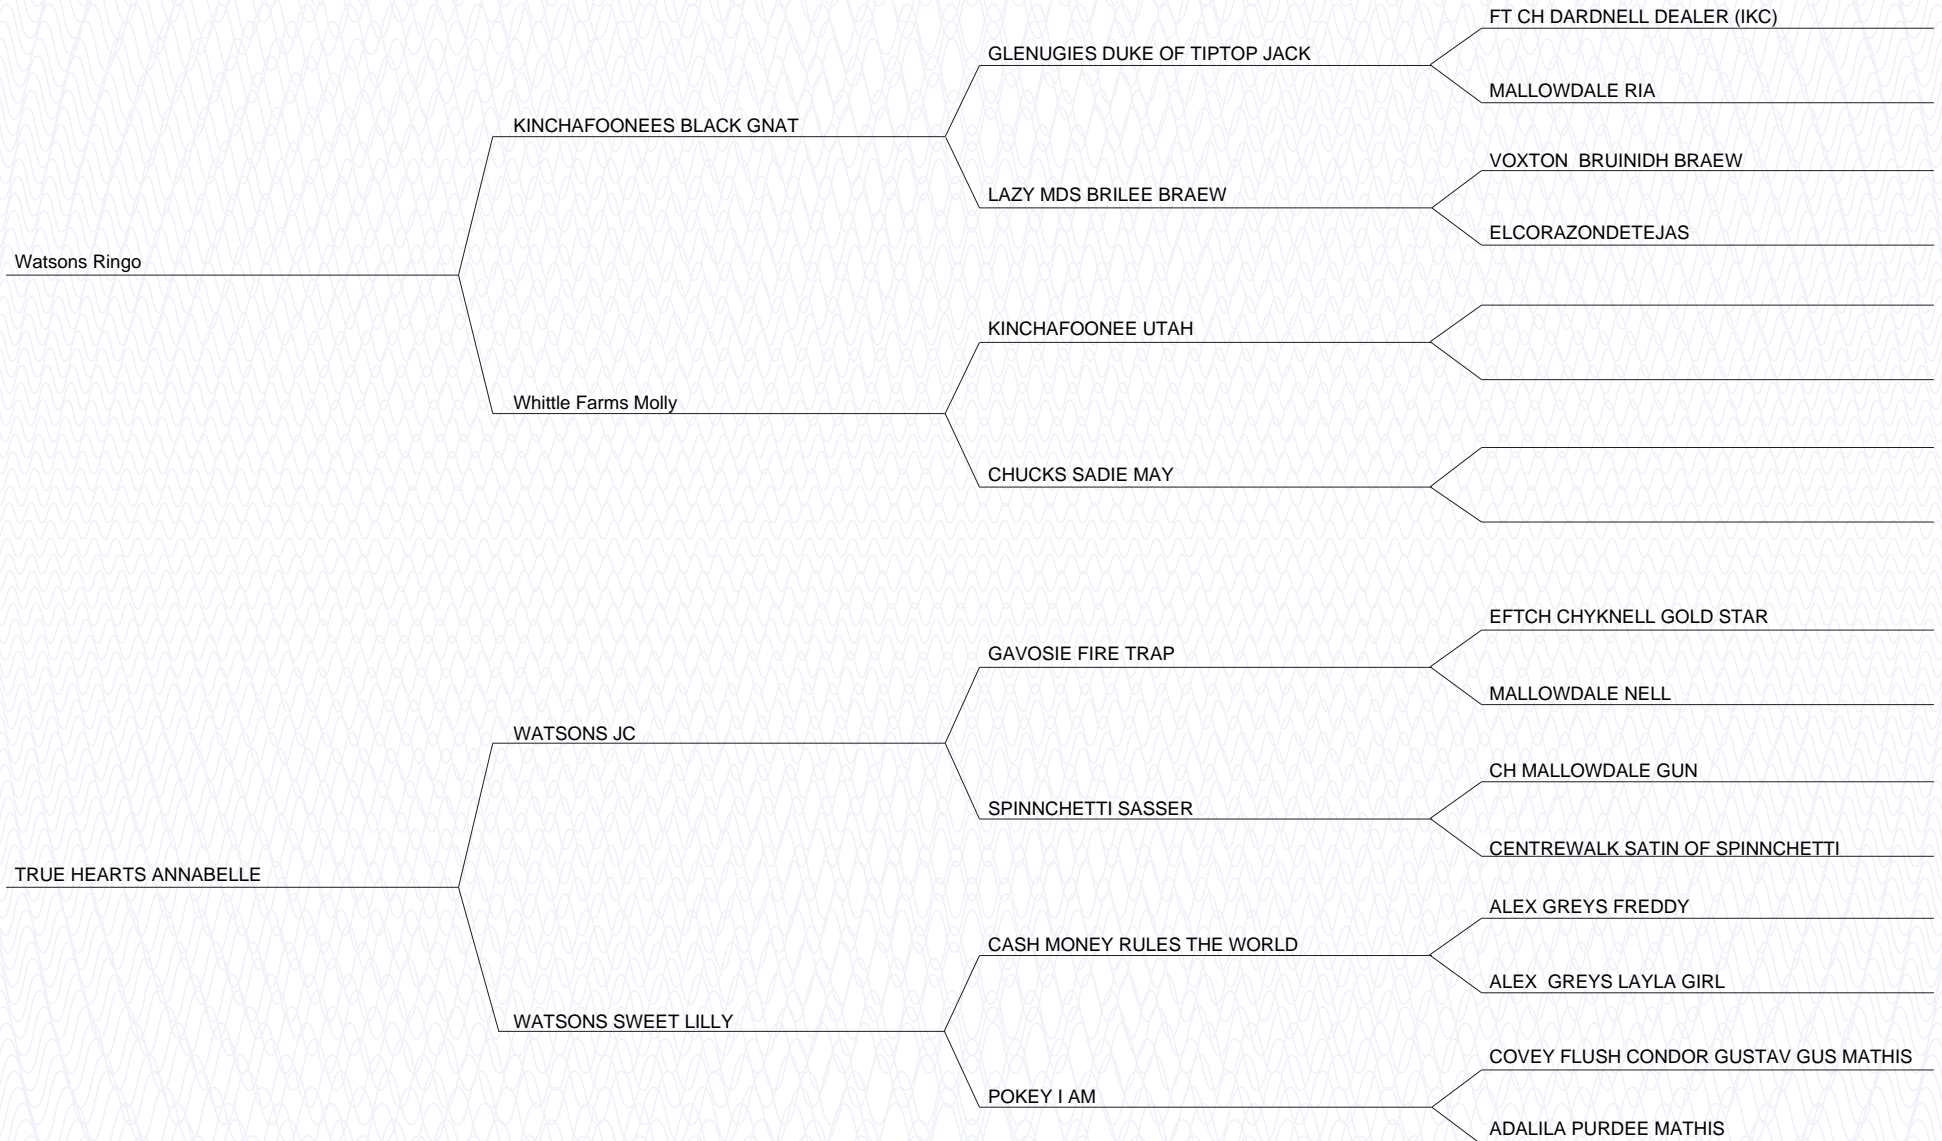 FT CH DARDNELL DEALER (IKC)
GLENUGIES DUKE OF TIPTOP JACK
MALLOWDALE RIA
KINCHAFOONEES BLACK GNAT
VOXTON  BRUINIDH BRAEW
LAZY MDS BRILEE BRAEW
ELCORAZONDETEJAS
Watsons Ringo
KINCHAFOONEE UTAH
Whittle Farms Molly
CHUCKS SADIE MAY
EFTCH CHYKNELL GOLD STAR
GAVOSIE FIRE TRAP
MALLOWDALE NELL
WATSONS JC
CH MALLOWDALE GUN
SPINNCHETTI SASSER
CENTREWALK SATIN OF SPINNCHETTI
TRUE HEARTS ANNABELLE
ALEX GREYS FREDDY
CASH MONEY RULES THE WORLD
ALEX  GREYS LAYLA GIRL
WATSONS SWEET LILLY
COVEY FLUSH CONDOR GUSTAV GUS MATHIS
POKEY I AM
ADALILA PURDEE MATHIS